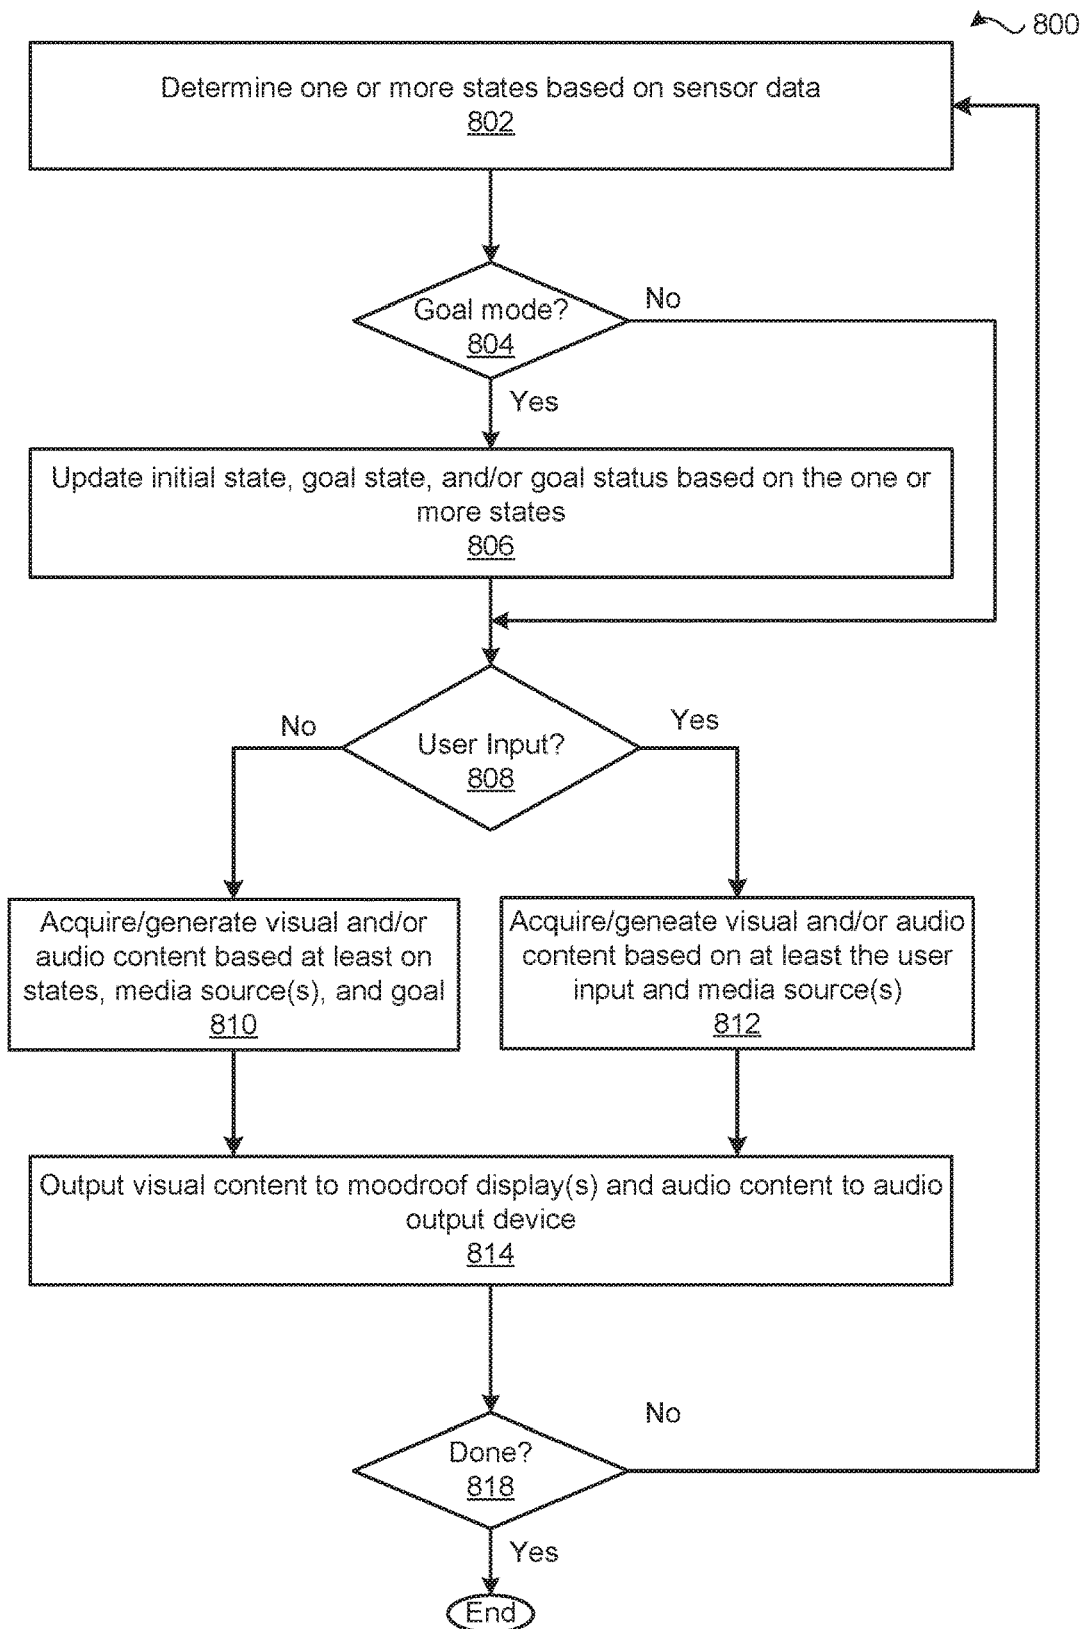 800
Determine one or more states based on sensor data
802
Goal mode?
804
No
Yes
Update initial state, goal state, and/or goal status based on the one or
more states
806
No
Yes
User Input?
808
Acquire/generate visual and/or
audio content based at least on
states, media source(s), and goal
810
Acquire/geneate visual and/or audio
content based on at least the user
input and media source(s)
812
Output visual content to moodroof display(s) and audio content to audio
output device
814
No
Done?
818
Yes
End